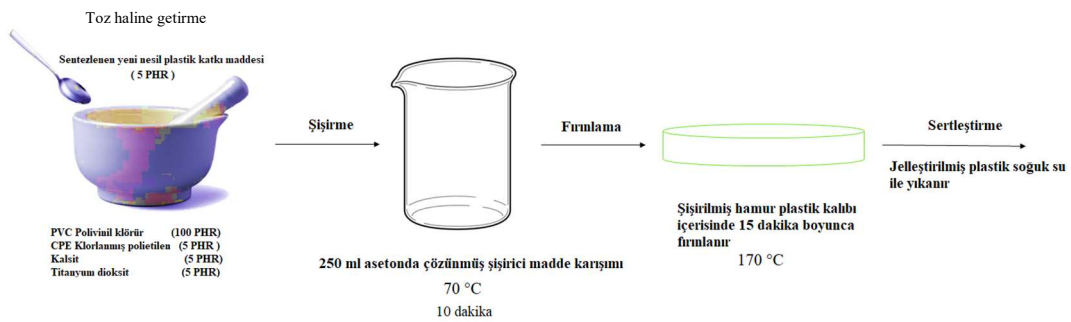 Toz haline getirme
Sentezlenen yeni nesil plastik katkı maddesi
( 5 PHR )
PVC Polivinil klörür (100 PHR)
CPE Klorlanmış polietilen (5 PHR )
Kalsit (5 PHR)
Titanyum dioksit (5 PHR)
Şişirme
250 ml asetonda çözünmüş şişirici madde karışımı
70 °C
10 dakika
Fırınlama
Şişirilmiş hamur plastik kalıbı
içerisinde 15 dakika boyunca
fırınlanır
170 °C
Sertleştirme
Jelleştirilmiş plastik soğuk su
ile yıkanır